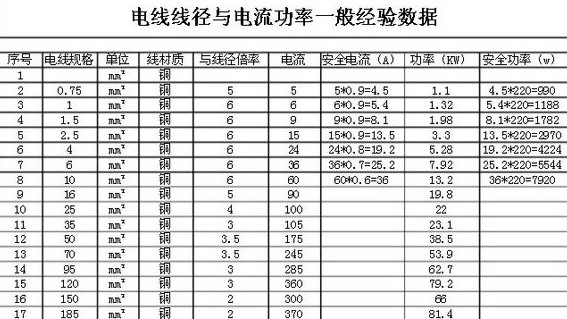 电线线径与电流功率一般经验数据
序号 电线规格 单位 线材质 与线径倍率 电流 安全电流（A） 功率（KW） 安全功率（w）
1 mm² 铜
2 0.75 mm² 铜 5 5 5*0.9=4.5 1.1 4.5*220=990
3 1 mm² 铜 6 6 6*0.9=5.4 1.32 5.4*220=1188
4 1.5 mm² 铜 6 9 9*0.9=8.1 1.98 8.1*220=1782
5 2.5 mm² 铜 6 15 15*0.9=13.5 3.3 13.5*220=2970
6 4 mm² 铜 6 24 24*0.8=19.2 5.28 19.2*220=4224
7 6 mm² 铜 6 36 36*0.7=25.2 7.92 25.2*220=5544
8 10 mm² 铜 6 60 60*0.6=36 13.2 36*220=7920
9 16 mm² 铜 5 90 19.8
10 25 mm² 铜 4 100 22
11 35 mm² 铜 3 105 23.1
12 50 mm² 铜 3.5 175 38.5
13 70 mm² 铜 3.5 245 53.9
14 95 mm² 铜 3 285 62.7
15 120 mm² 铜 3 360 79.2
16 150 mm² 铜 2 300 66
17 185 mm² 铜 2 370 81.4